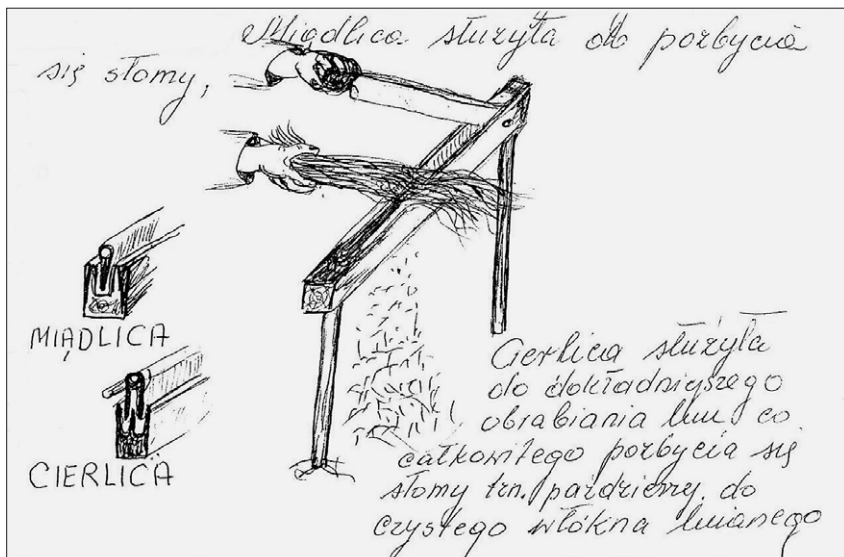 Miądlica służyła do pozbycia
się słomy,
MIĄDLICA
CIERLICA
Cierlica służyła
do dokładniejszego
obrabiania lnu co
całkowitego pozbycia się
słomy tzn. paździerzy, do
czystego włókna lnianego